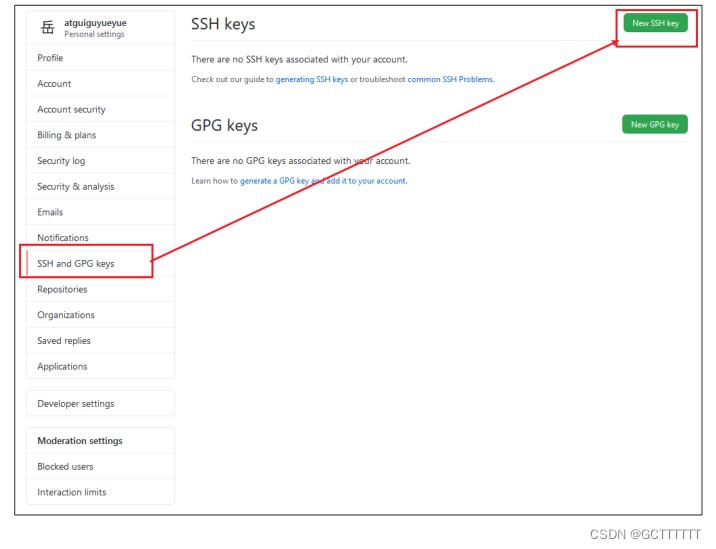 岳
atguiguyueyue
Personal settings
Profile
Account
Account security
Billing & plans
Security log
Security & analysis
Emails
Notifications
SSH and GPG keys
Repositories
Organizations
Saved replies
Applications
Developer settings
Moderation settings
Blocked users
Interaction limits
SSH keys
New SSH key
There are no SSH keys associated with your account.
Check out our guide to generating SSH keys or troubleshoot common SSH Problems.
GPG keys
New GPG key
There are no GPG keys associated with your account.
Learn how to generate a GPG key and add it to your account.
CSDN @GCTTTTTT